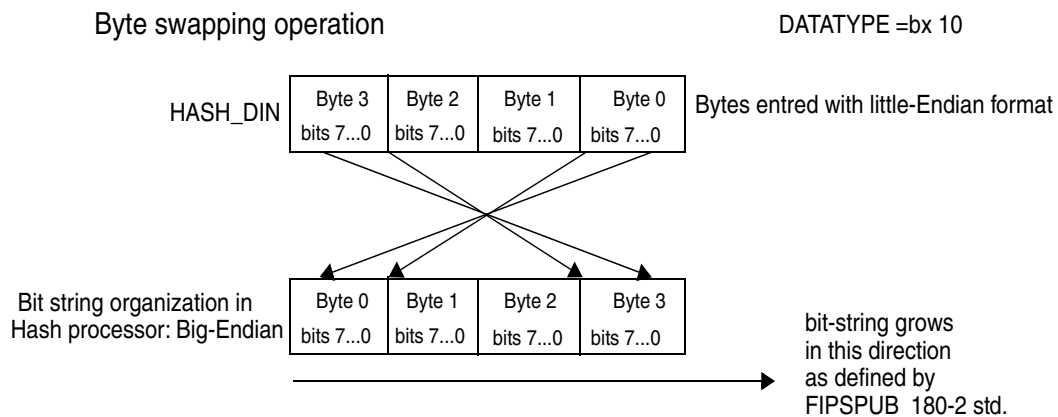 Byte swapping operation
DATATYPE =bx 10
HASH_DIN
Byte 3 Byte 2 Byte 1 Byte 0
bits 7...0 bits 7...0 bits 7...0 bits 7...0
Bytes entred with little-Endian format
Bit string organization in
Hash processor: Big-Endian
Byte 0 Byte 1 Byte 2 Byte 3
bits 7...0 bits 7...0 bits 7...0 bits 7...0
bit-string grows
in this direction
as defined by
FIPSPUB 180-2 std.